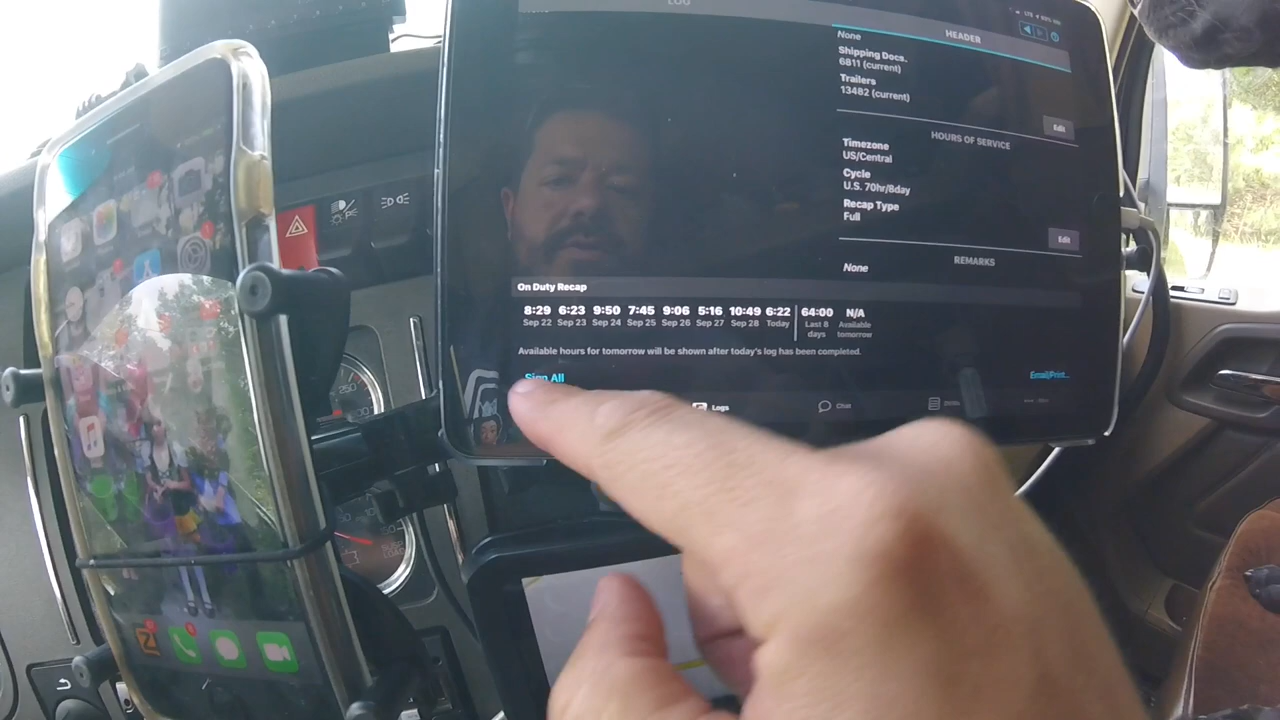 LOG
LTE
HEADER
None
Shipping Docs.
6811 (current)
Trailers
13482 (current)
Edit
HOURS OF SERVICE
Timezone
US/Central
Cycle
U.S. 70hr/8day
Recap Type
Full
Edit
REMARKS
None
On Duty Recap
8:29 6:23 9:50 7:45 9:06 5:16 10:49 6:22 64:00 N/A
Sep 22 Sep 23 Sep 24 Sep 25 Sep 26 Sep 27 Sep 28 Today Last 8 days Available tomorrow
Available hours for tomorrow will be shown after today's log has been completed.
Sign All
Email/Print...
Logs
Chat